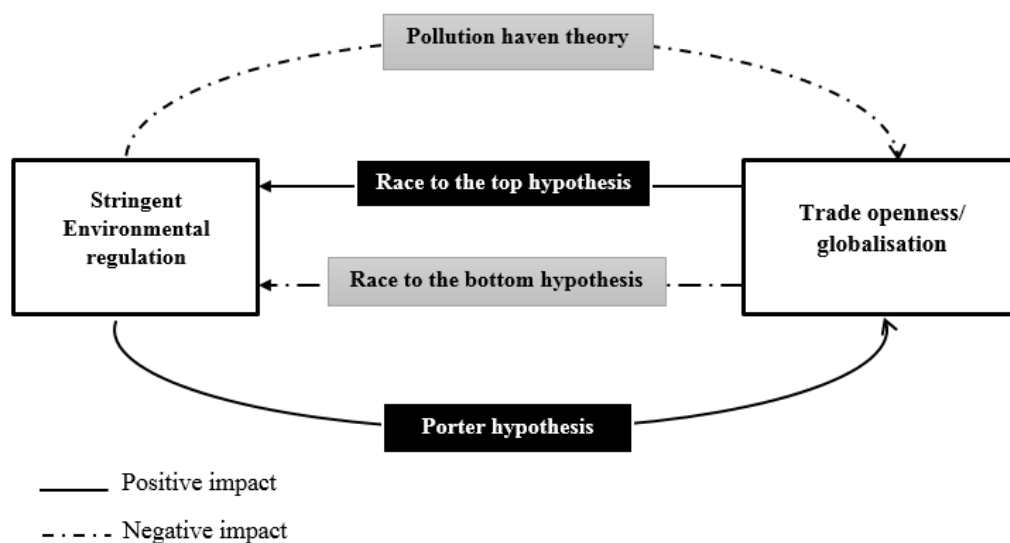 Pollution haven theory
Race to the top hypothesis
Stringent
Environmental
regulation
Trade openness/
globalisation
Race to the bottom hypothesis
Porter hypothesis
Positive impact
Negative impact